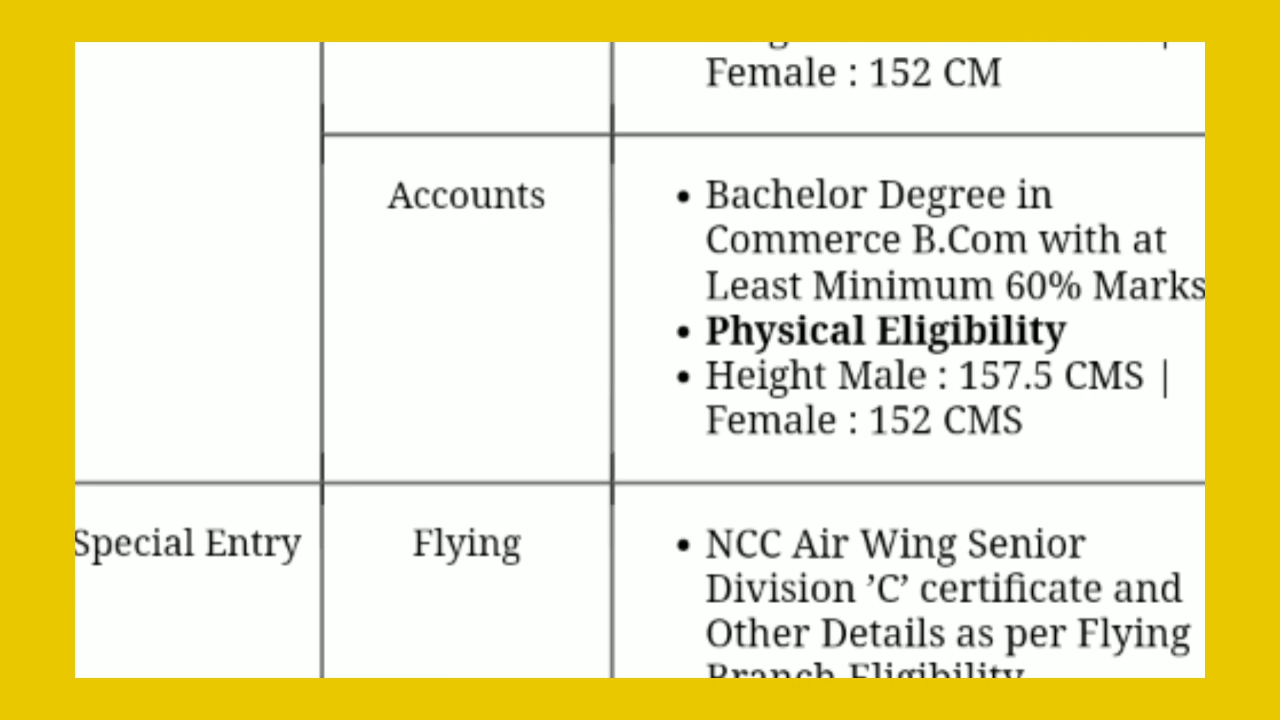 Female : 152 CM
Accounts
• Bachelor Degree in
Commerce B.Com with at
Least Minimum 60% Marks
• Physical Eligibility
• Height Male : 157.5 CMS |
Female : 152 CMS
Special Entry
Flying
• NCC Air Wing Senior
Division ’C’ certificate and
Other Details as per Flying
Branch Eligibility